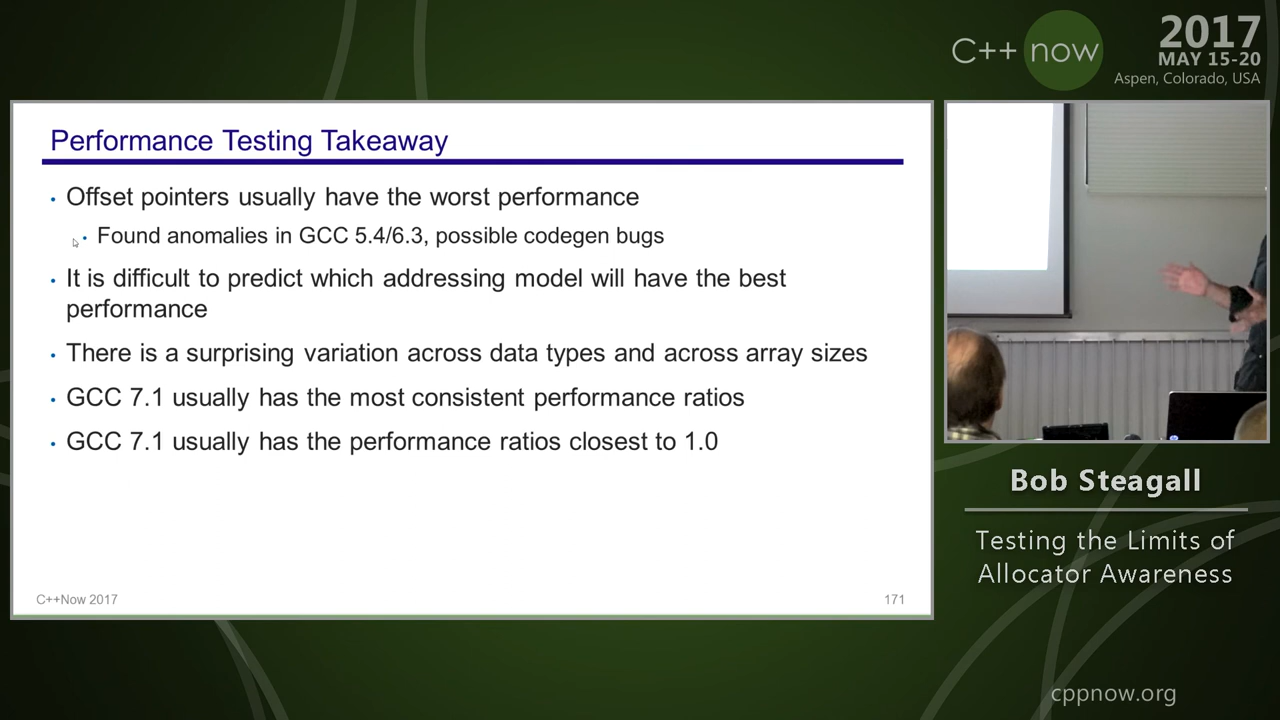 C++ now
2017
MAY 15-20
Aspen, Colorado, USA
Performance Testing Takeaway
• Offset pointers usually have the worst performance
• Found anomalies in GCC 5.4/6.3, possible codegen bugs
• It is difficult to predict which addressing model will have the best
performance
• There is a surprising variation across data types and across array sizes
• GCC 7.1 usually has the most consistent performance ratios
• GCC 7.1 usually has the performance ratios closest to 1.0
C++Now 2017
171
Bob Steagall
Testing the Limits of
Allocator Awareness
cppnow.org